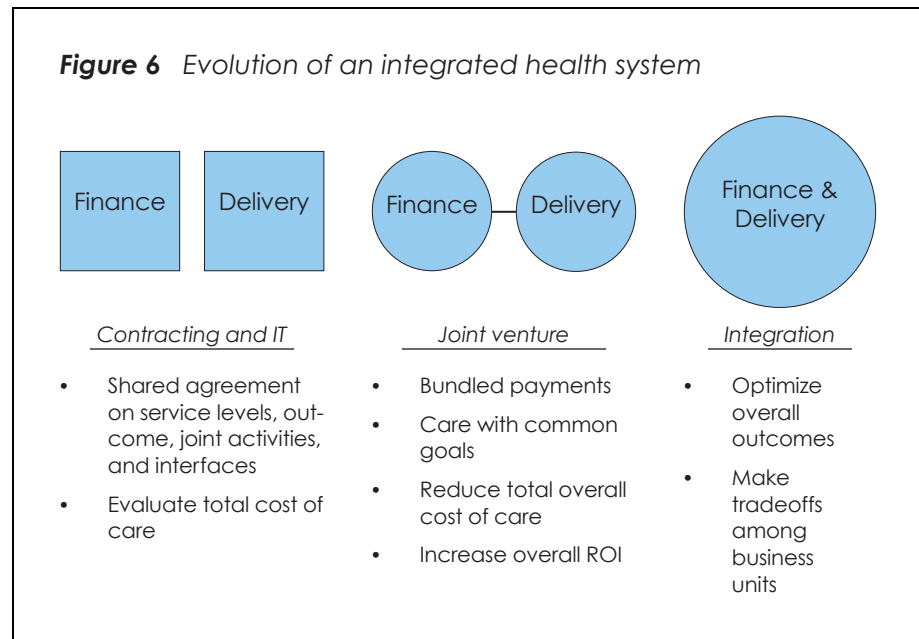 Figure 6 Evolution of an integrated health system
Finance
Delivery
Finance
Delivery
Finance &
Delivery
Contracting and IT
• Shared agreement
on service levels, out-
come, joint activities,
and interfaces
• Evaluate total cost of
care
Joint venture
• Bundled payments
• Care with common
goals
• Reduce total overall
cost of care
• Increase overall ROI
Integration
• Optimize
overall
outcomes
• Make
tradeoffs
among
business
units